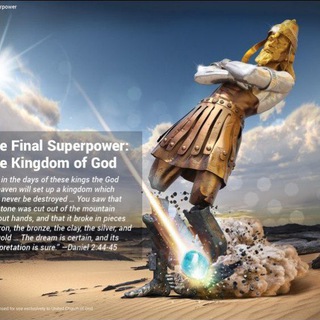 rpower
e Final Superpower:
e Kingdom of God
in the days of these kings the God
eaven will set up a kingdom which
never be destroyed ... You saw that
tone was cut out of the mountain
out hands, and that it broke in pieces
ron, the bronze, the clay, the silver, and
old ... The dream is certain, and its
pretation is sure." —Daniel 2:44-45